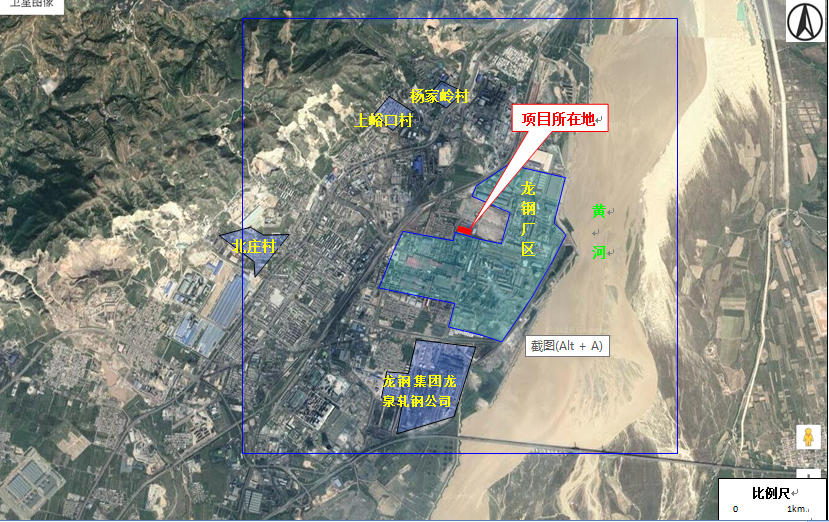 卫星图像
杨家岭村
上峪口村
项目所在地
龙
钢
厂
区
黄
河
北庄村
截图(Alt + A)
龙钢集团龙
泉轧钢公司
比例尺
0 1km